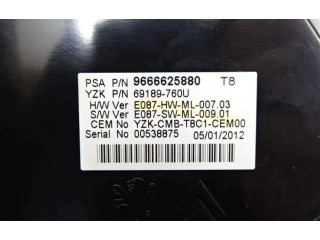 PSA P/N 9666625880 T8
YZK P/N 69189-760U
H/W Ver E087-HW-ML-007.03
S/W Ver E087-SW-ML-009.01
CEM No YZK-CMB-T8C1-CEM00
Serial No 00538875 05/01/2012